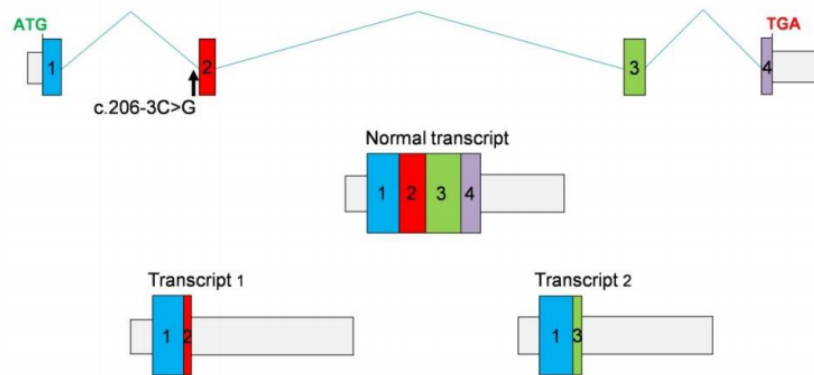 ATG
TGA
1
2
3
4
c.206-3C>G
Normal transcript
1 2 3 4
Transcript 1
Transcript 2
1 2
1 3